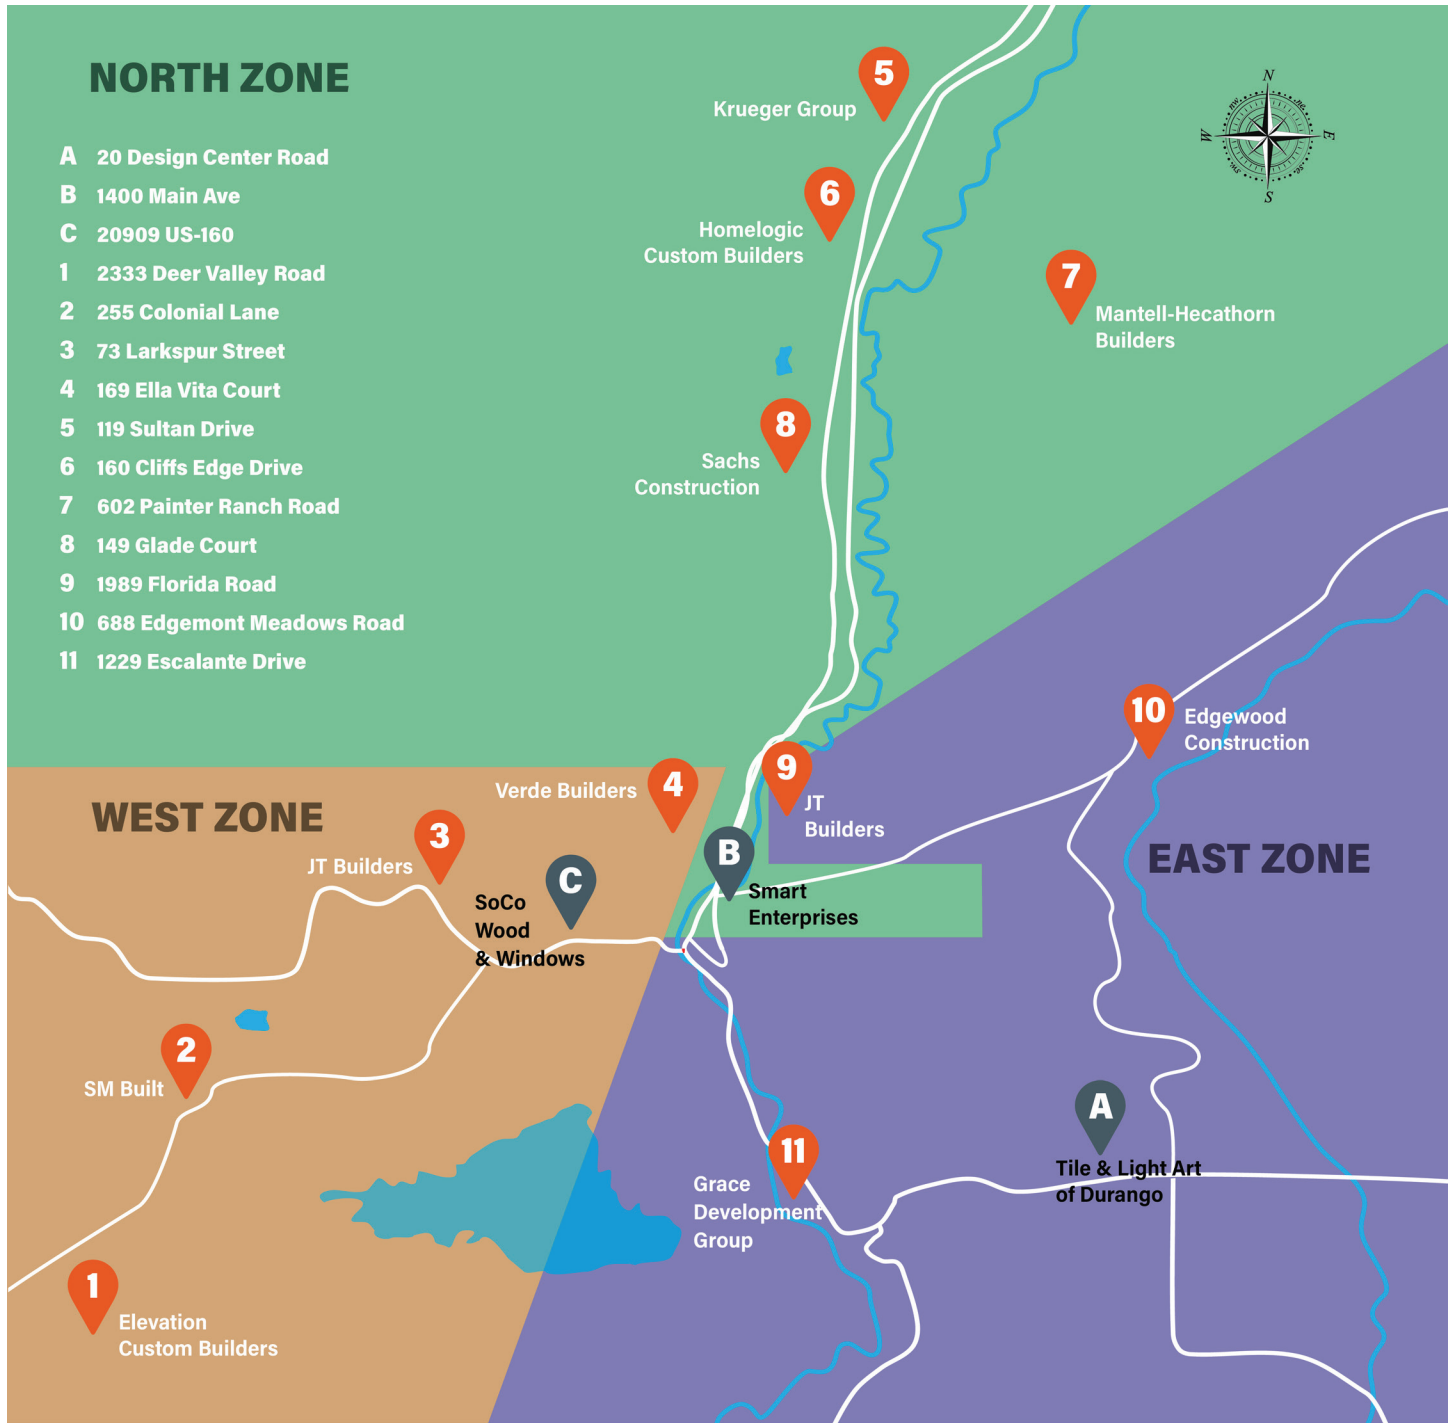 NORTH ZONE
A 20 Design Center Road
B 1400 Main Ave
C 20909 US-160
1 2333 Deer Valley Road
2 255 Colonial Lane
3 73 Larkspur Street
4 169 Ella Vita Court
5 119 Sultan Drive
6 160 Cliffs Edge Drive
7 602 Painter Ranch Road
8 149 Glade Court
9 1989 Florida Road
10 688 Edgemont Meadows Road
11 1229 Escalante Drive
5
Krueger Group
N
nw
ne
W
E
sw
se
S
6
Homelogic
Custom Builders
7
Mantell-Hecathorn
Builders
8
Sachs
Construction
10
Edgewood
Construction
9
JT
Builders
4
Verde Builders
WEST ZONE
3
JT Builders
C
SoCo
Wood
& Windows
B
Smart
Enterprises
EAST ZONE
2
SM Built
A
Tile & Light Art
of Durango
11
Grace
Development
Group
1
Elevation
Custom Builders